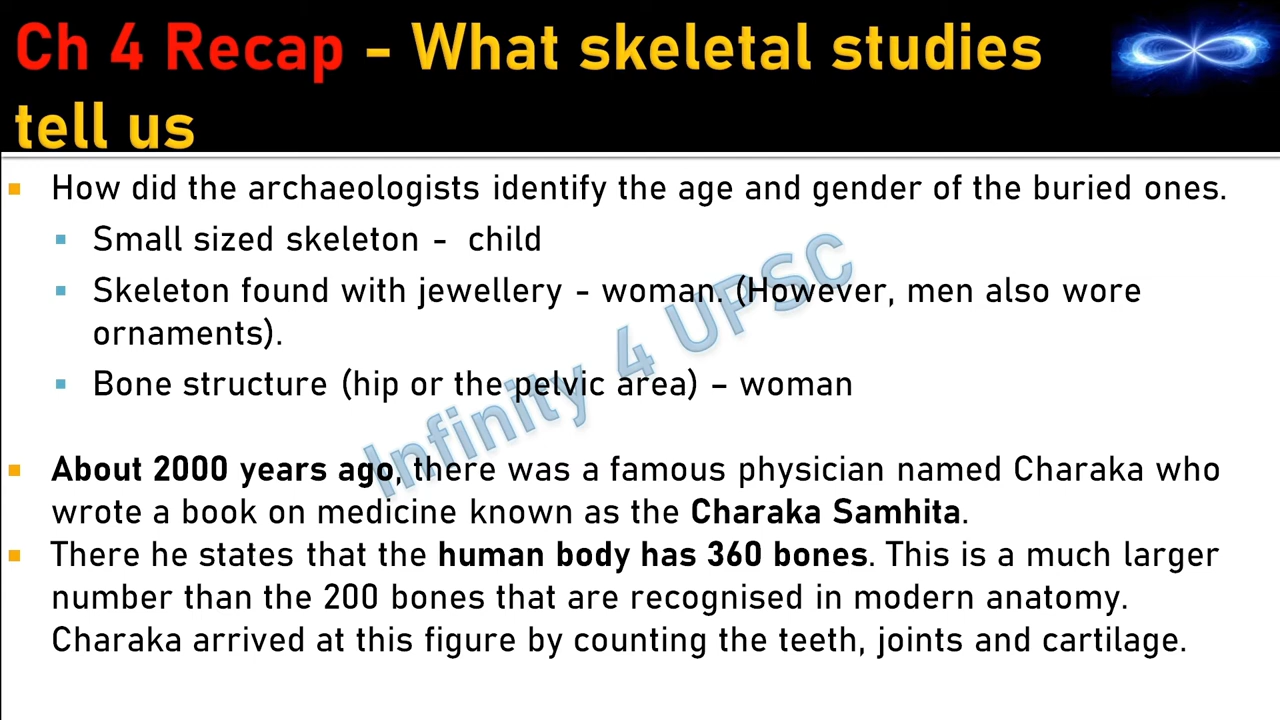 Ch 4 Recap - What skeletal studies
tell us
How did the archaeologists identify the age and gender of the buried ones.
Small sized skeleton - child
Skeleton found with jewellery - woman. (However, men also wore
ornaments).
Bone structure (hip or the pelvic area) – woman
Infinity 4 UPSC
About 2000 years ago, there was a famous physician named Charaka who
wrote a book on medicine known as the Charaka Samhita.
There he states that the human body has 360 bones. This is a much larger
number than the 200 bones that are recognised in modern anatomy.
Charaka arrived at this figure by counting the teeth, joints and cartilage.